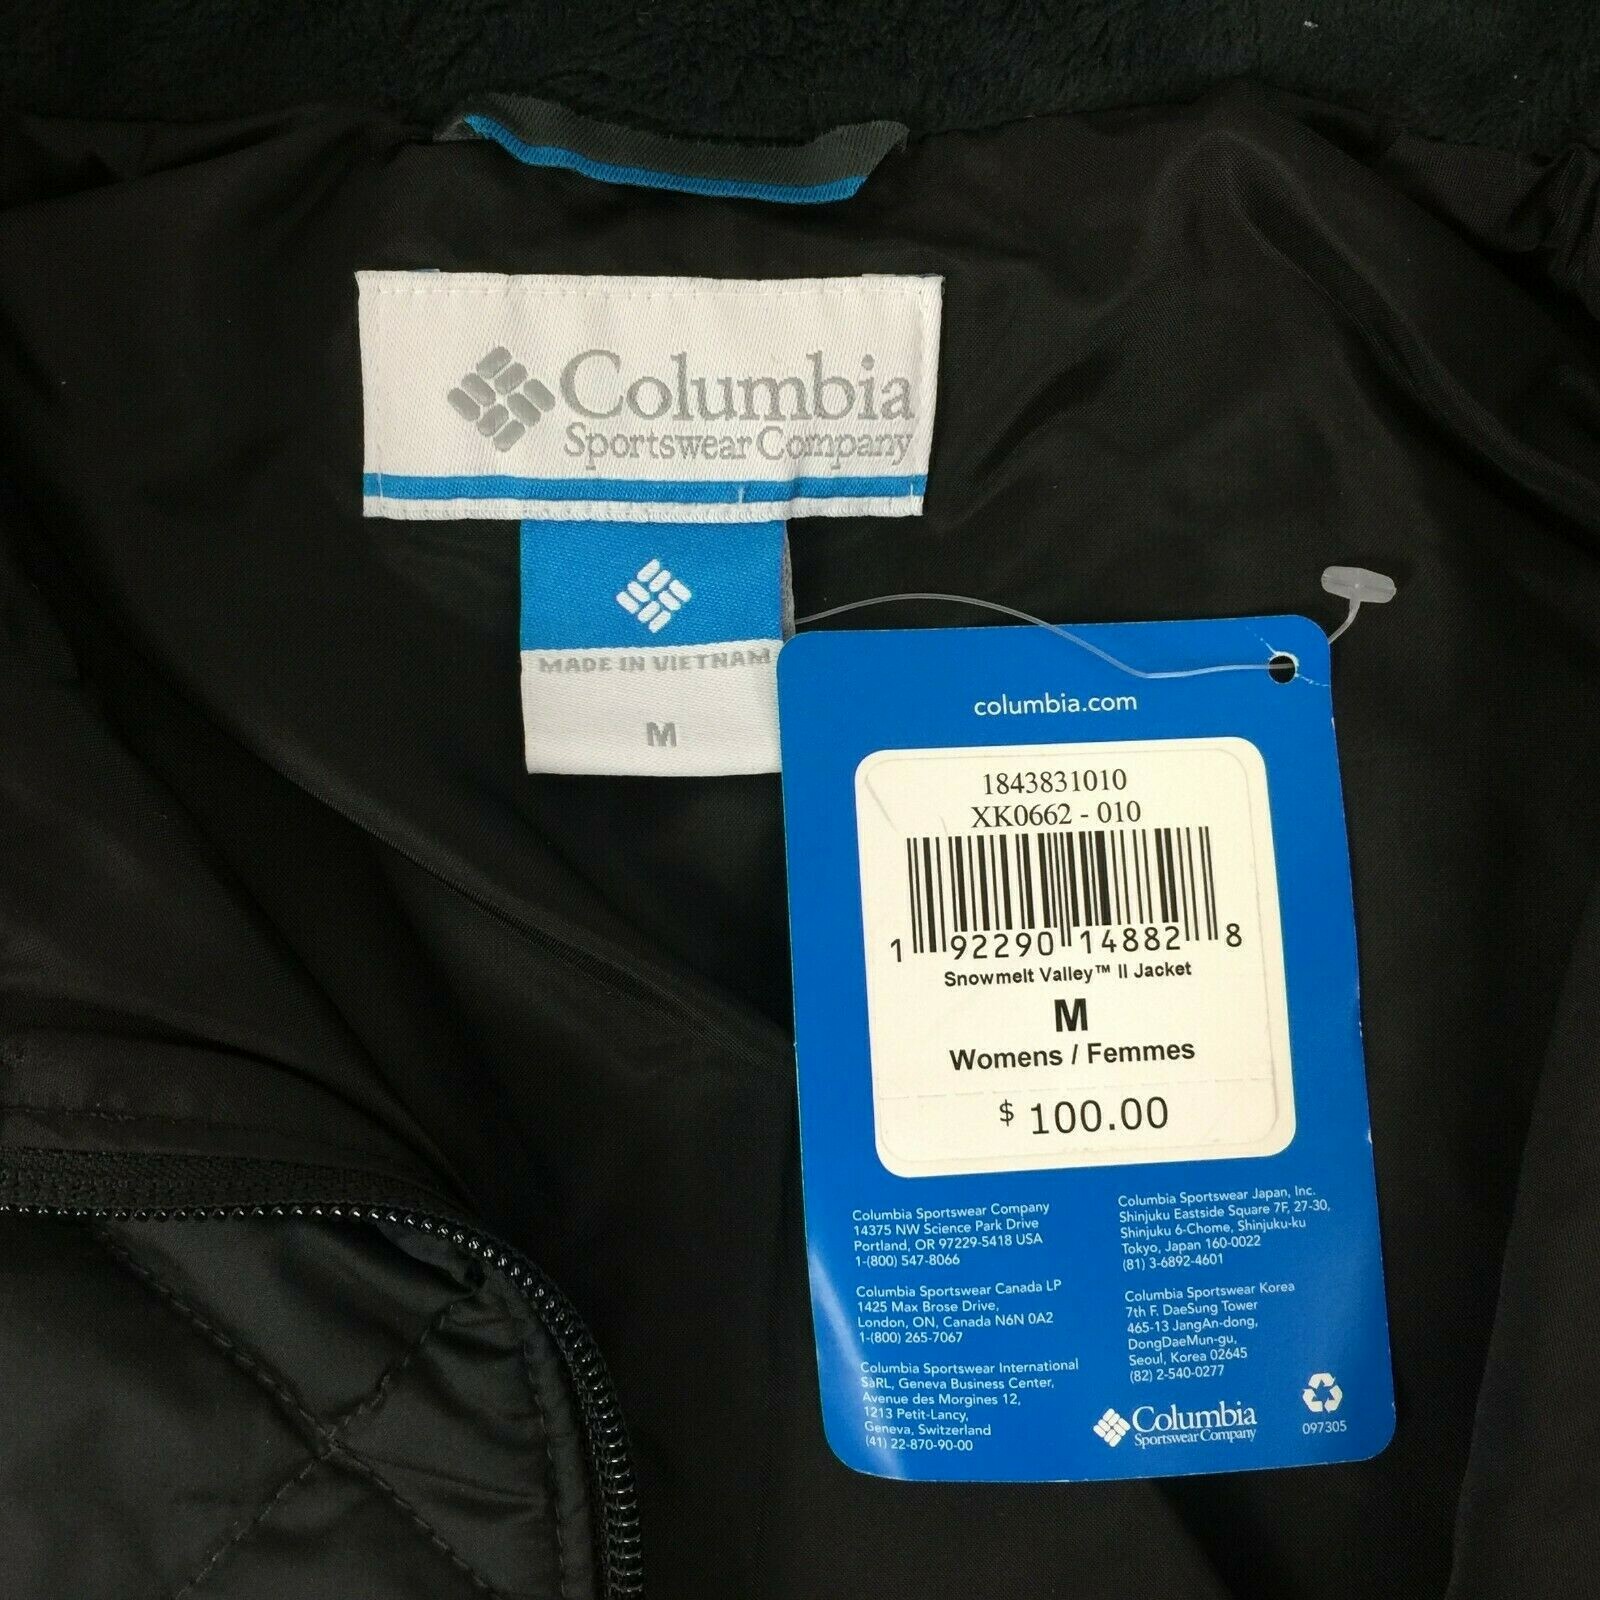 Columbia
Sportswear Company
MADE IN VIETNAM
M
columbia.com
1843831010
XK0662 - 010
1 92290 14882 8
Snowmelt Valley™ II Jacket
M
Womens / Femmes
$ 100.00
Columbia Sportswear Company
14375 NW Science Park Drive
Portland, OR 97229-5418 USA
1-(800) 547-8066
Columbia Sportswear Canada LP
1425 Max Brose Drive,
London, ON, Canada N6N 0A2
1-(800) 265-7067
Columbia Sportswear International
SàRL, Geneva Business Center,
Avenue des Morgines 12,
1213 Petit-Lancy,
Geneva, Switzerland
(41) 22-870-90-00
Columbia Sportswear Japan, Inc.
Shinjuku Eastside Square 7F, 27-30,
Shinjuku 6-Chome, Shinjuku-ku
Tokyo, Japan 160-0022
(81) 3-6892-4601
Columbia Sportswear Korea
7th F. DaeSung Tower
465-13 JangAn-dong,
DongDaeMun-gu,
Seoul, Korea 02645
(82) 2-540-0277
Columbia
Sportswear Company
097305